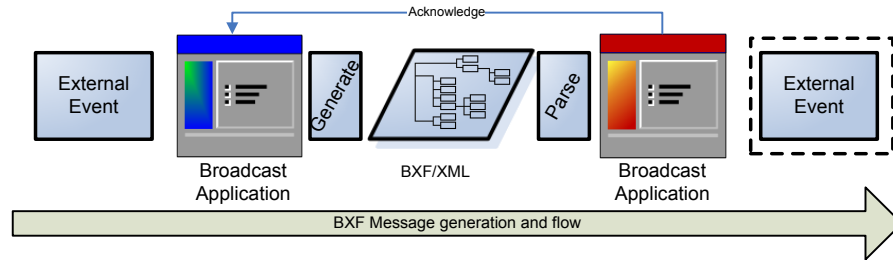 Acknowledge
External
Event
Generate
Parse
External
Event
Broadcast
Application
BXF/XML
Broadcast
Application
BXF Message generation and flow